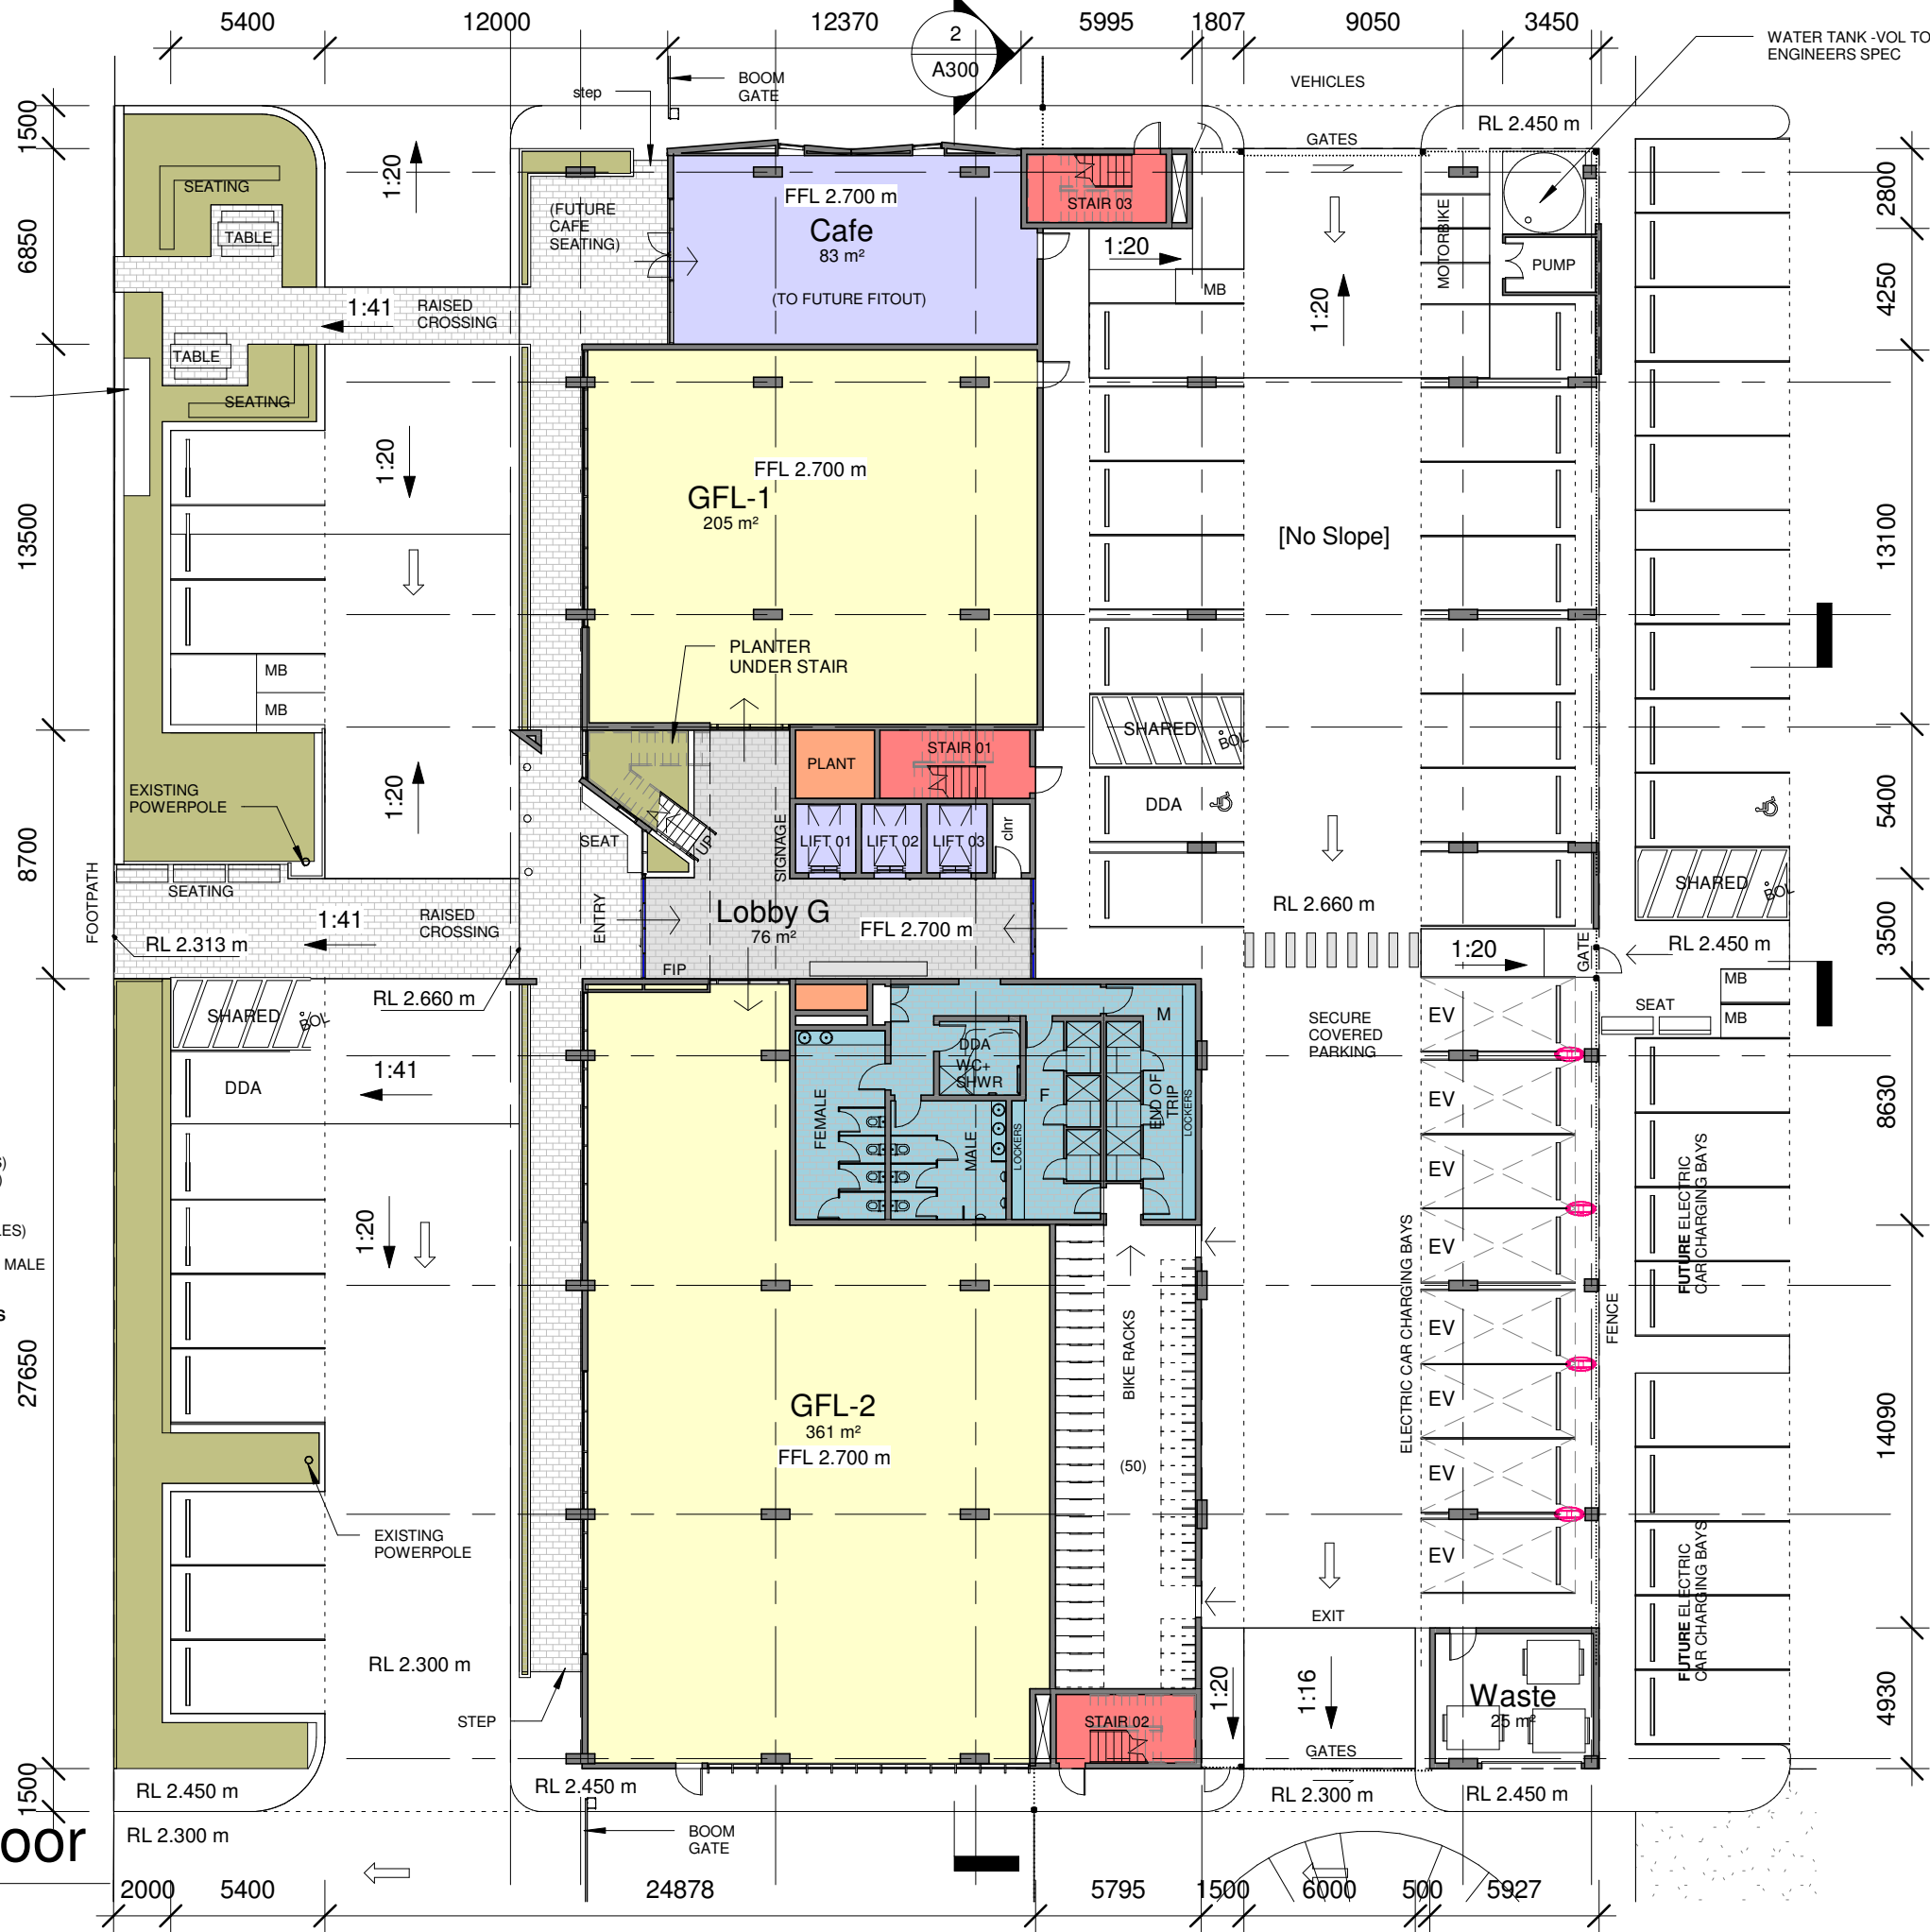 5400
12000
12370
5995
1807
9050
3450
2
A300
WATER TANK -VOL TO
ENGINEERS SPEC
BOOM
GATE
step
VEHICLES
GATES
RL 2.450 m
1500
6850
13500
8700
27650
1500
2800
4250
13100
5400
3500
8630
14090
4930
SEATING
TABLE
1:20
(FUTURE
CAFE
SEATING)
FFL 2.700 m
Cafe
83 m²
(TO FUTURE FITOUT)
STAIR 03
1:20
MB
MOTORBIKE
PUMP
1:20
1:41
RAISED
CROSSING
TABLE
SEATING
1:20
FFL 2.700 m
GFL-1
205 m²
[No Slope]
PLANTER
UNDER STAIR
MB
MB
SHARED
BOL
DDA
STAIR 01
PLANT
EXISTING
POWERPOLE
1:20
SEAT
UP
SIGNAGE
LIFT 01
LIFT 02
LIFT 03
clnr
SEATING
SHARED
BOL
FOOTPATH
1:41
RAISED
CROSSING
RL 2.313 m
ENTRY
Lobby G
76 m²
FFL 2.700 m
RL 2.660 m
1:20
GATE
RL 2.450 m
FIP
RL 2.660 m
SHARED
BOL
DDA
1:41
MB
MB
SEAT
SECURE
COVERED
PARKING
EV
EV
EV
EV
EV
EV
EV
EV
M
DDA
WC+
SHWR
F
FEMALE
MALE
LOCKERS
END OF
TRIP
LOCKERS
S)
)
LES)
MALE
s
1:20
FUTURE ELECTRIC
CAR CHARGING BAYS
ELECTRIC CAR CHARGING BAYS
FENCE
BIKE RACKS
(50)
GFL-2
361 m²
FFL 2.700 m
EXISTING
POWERPOLE
FUTURE ELECTRIC
CAR CHARGING BAYS
EXIT
RL 2.300 m
STEP
1:20
1:16
Waste
25 m²
STAIR 02
GATES
RL 2.450 m
RL 2.450 m
RL 2.300 m
RL 2.450 m
oor
RL 2.300 m
BOOM
GATE
2000
5400
24878
5795
1500
6000
500
5927